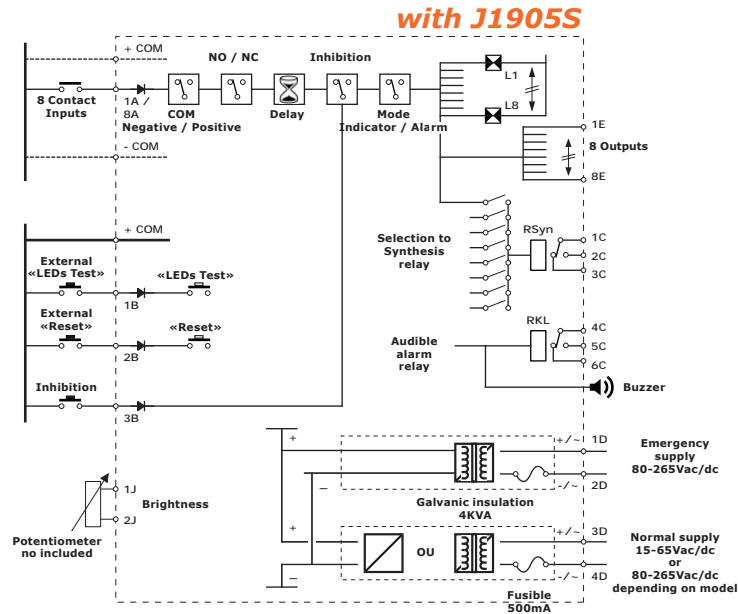 with J1905S
+ COM
NO / NC
Inhibition
8 Contact
Inputs
1A /
8A
COM
Negative / Positive
Delay
Mode
Indicator / Alarm
L1
L8
- COM
1E
8 Outputs
8E
+ COM
External
«LEDs Test»
«LEDs Test»
1B
External
«Reset»
«Reset»
2B
Inhibition
3B
Selection to
Synthesis
relay
RSyn
1C
2C
3C
Audible
alarm
relay
RKL
4C
5C
6C
Buzzer
+
–
+/~ 1D
-/~ 2D
Emergency
supply
80-265Vac/dc
Galvanic insulation
4KVA
1J
2J
Brightness
Potentiometer
no included
+
–
OU
+/~ 3D
-/~ 4D
Normal supply
15-65Vac/dc
or
80-265Vac/dc
depending on model
Fusible
500mA